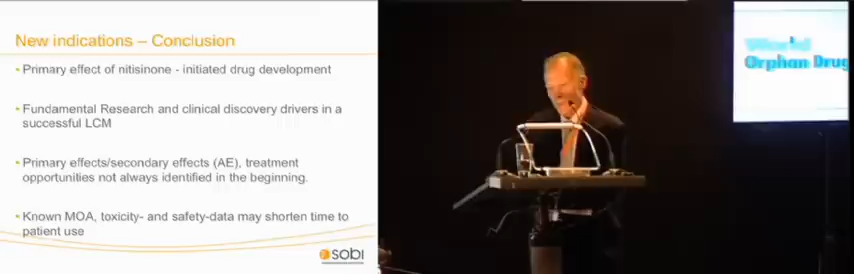 New indications – Conclusion
• Primary effect of nitisinone - initiated drug development
• Fundamental Research and clinical discovery drivers in a
successful LCM
• Primary effects/secondary effects (AE), treatment
opportunities not always identified in the beginning.
• Known MOA, toxicity- and safety-data may shorten time to
patient use
sobi
World
Orphan Drug